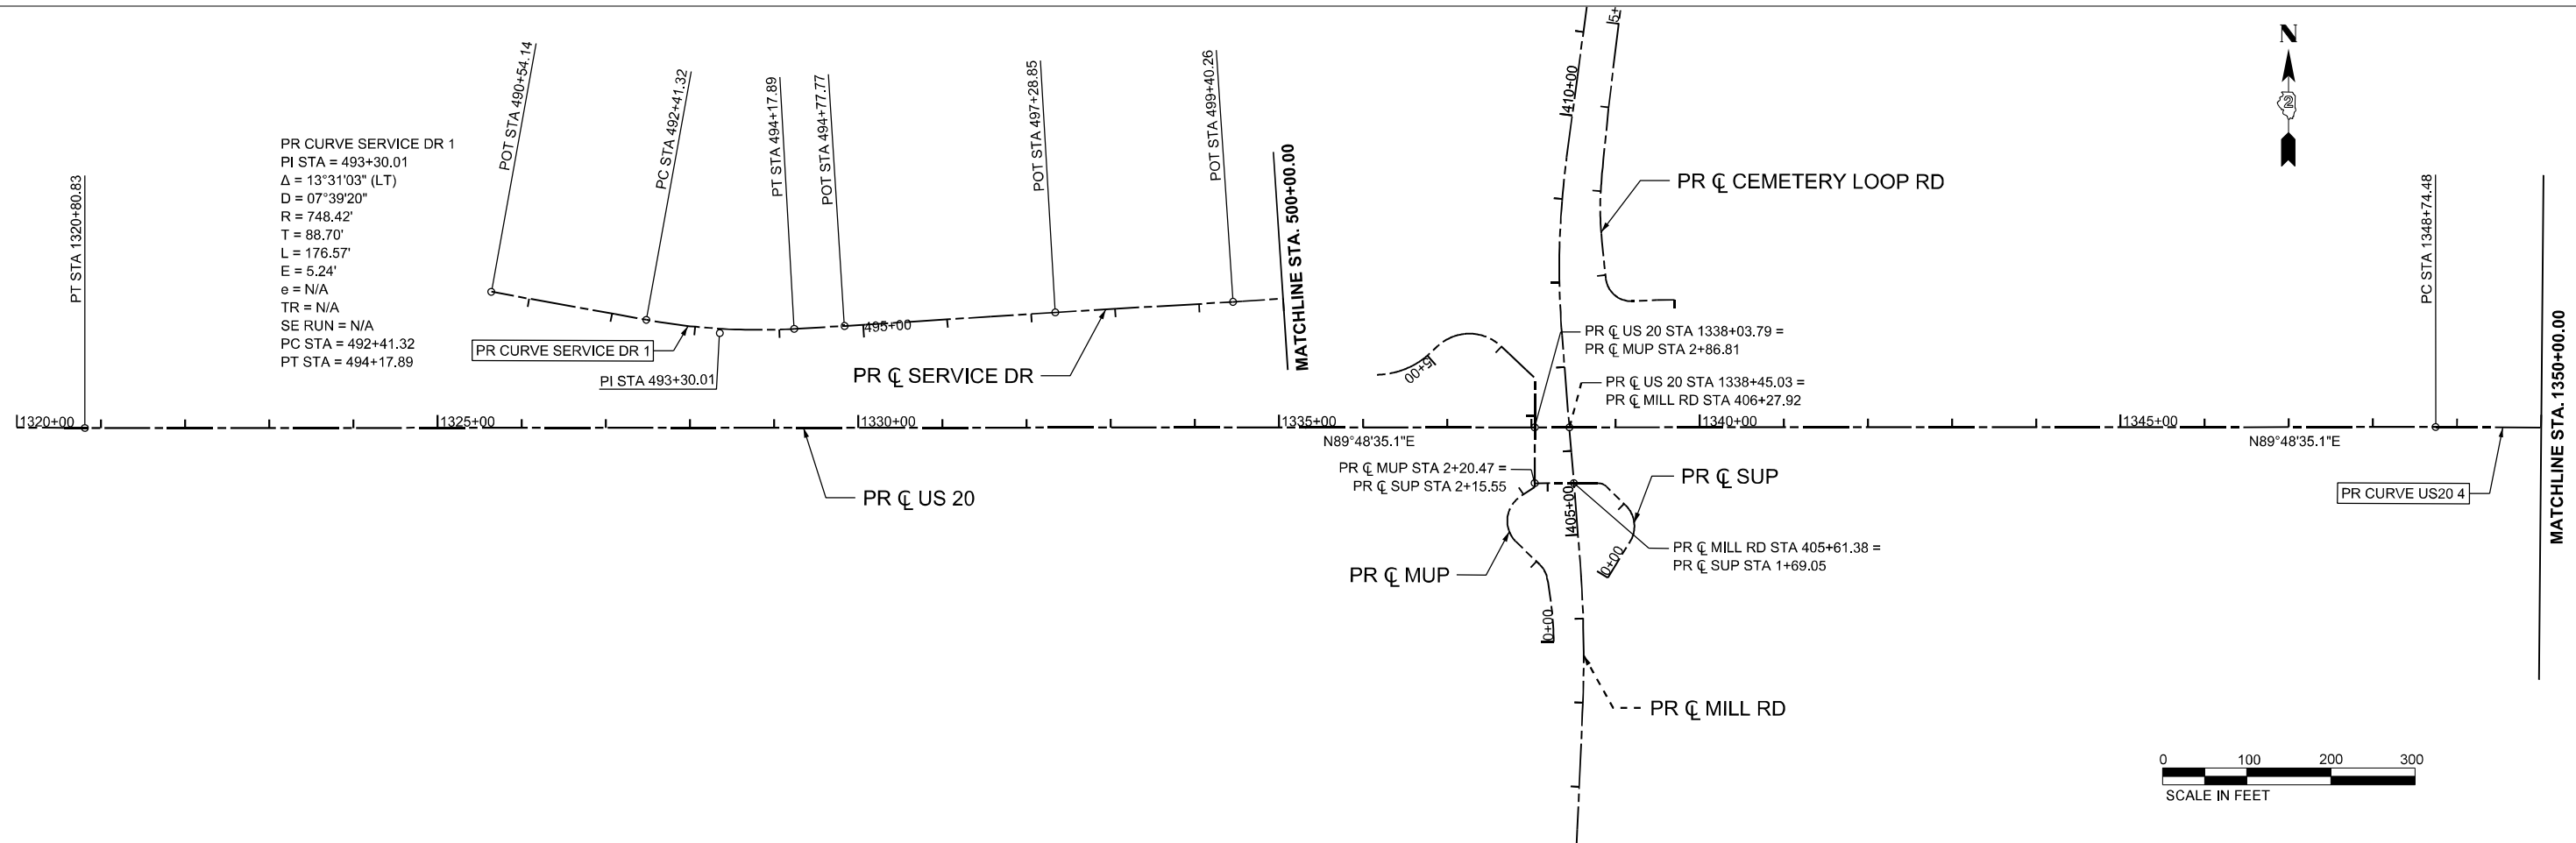 N
2
PR CURVE SERVICE DR 1
PI STA = 493+30.01
Δ = 13°31'03" (LT)
D = 07°39'20"
R = 748.42'
T = 88.70'
L = 176.57'
E = 5.24'
e = N/A
TR = N/A
SE RUN = N/A
PC STA = 492+41.32
PT STA = 494+17.89
PT STA 1320+80.83
POT STA 490+54.14
PC STA 492+41.32
PT STA 494+17.89
POT STA 494+77.77
POT STA 497+28.85
POT STA 499+40.26
MATCHLINE STA. 500+00.00
495+00
PR CURVE SERVICE DR 1
PI STA 493+30.01
PR ℄ SERVICE DR
5+
410+00
PR ℄ CEMETERY LOOP RD
PR ℄ US 20 STA 1338+03.79 =
PR ℄ MUP STA 2+86.81
PR ℄ US 20 STA 1338+45.03 =
PR ℄ MILL RD STA 406+27.92
5+00
PC STA 1348+74.48
MATCHLINE STA. 1350+00.00
1320+00
1325+00
1330+00
1335+00
1340+00
1345+00
N89°48'35.1"E
N89°48'35.1"E
PR ℄ US 20
PR ℄ MUP STA 2+20.47 =
PR ℄ SUP STA 2+15.55
PR ℄ SUP
405+00
PR CURVE US20 4
PR ℄ MILL RD STA 405+61.38 =
PR ℄ SUP STA 1+69.05
0+00
PR ℄ MUP
0+00
PR ℄ MILL RD
0 100 200 300
SCALE IN FEET